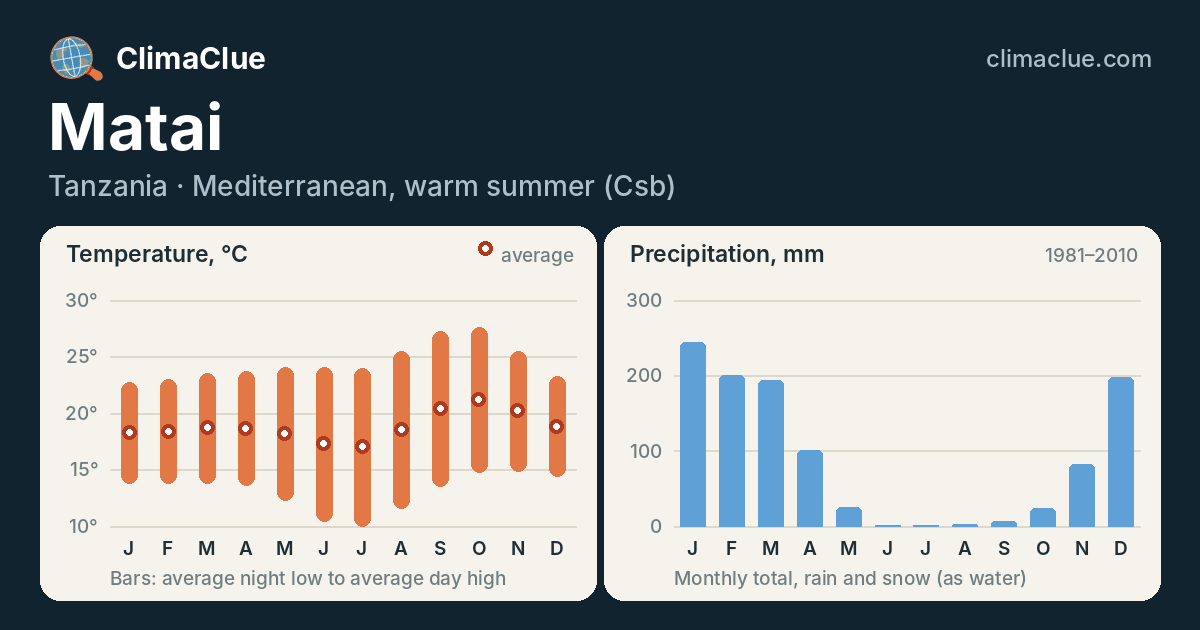 ClimaClue
climaclue.com
Matai
Tanzania · Mediterranean, warm summer (Csb)
Temperature, °C
average
30°
25°
20°
15°
10°
J F M A M J J A S O N D
Bars: average night low to average day high
Precipitation, mm
1981–2010
300
200
100
0
J F M A M J J A S O N D
Monthly total, rain and snow (as water)